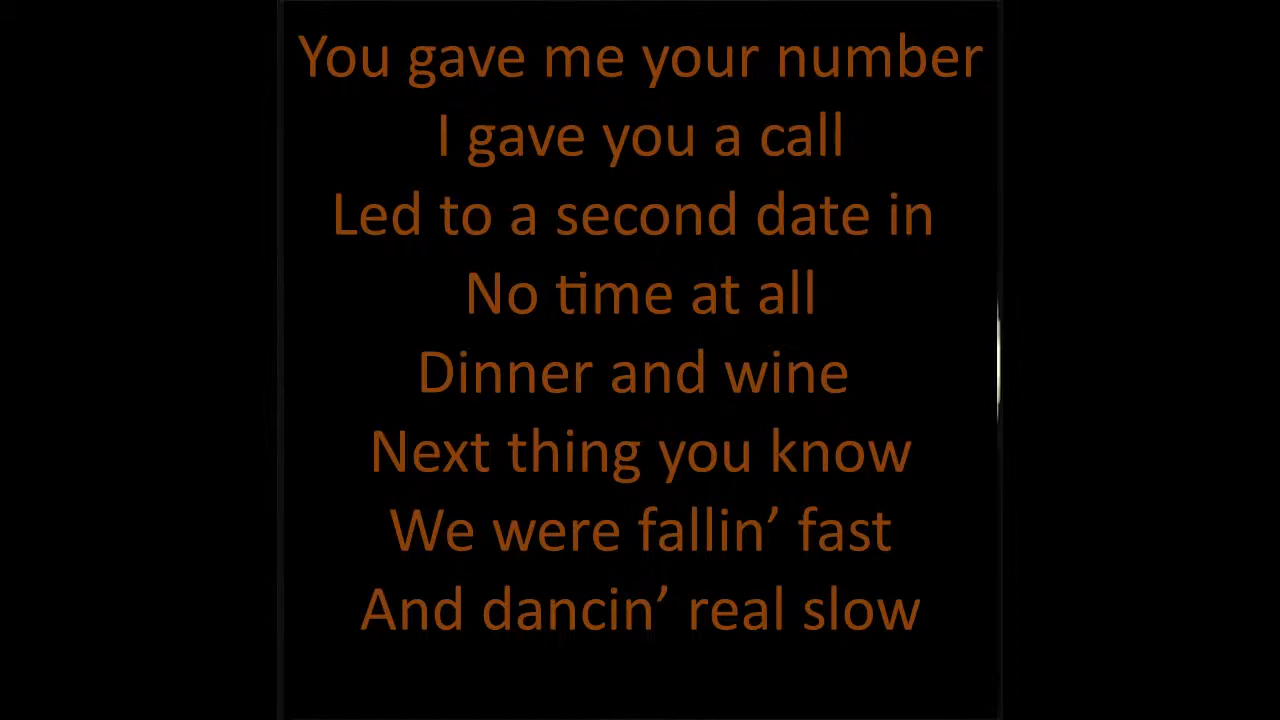 You gave me your number
I gave you a call
Led to a second date in
No time at all
Dinner and wine
Next thing you know
We were fallin’ fast
And dancin’ real slow